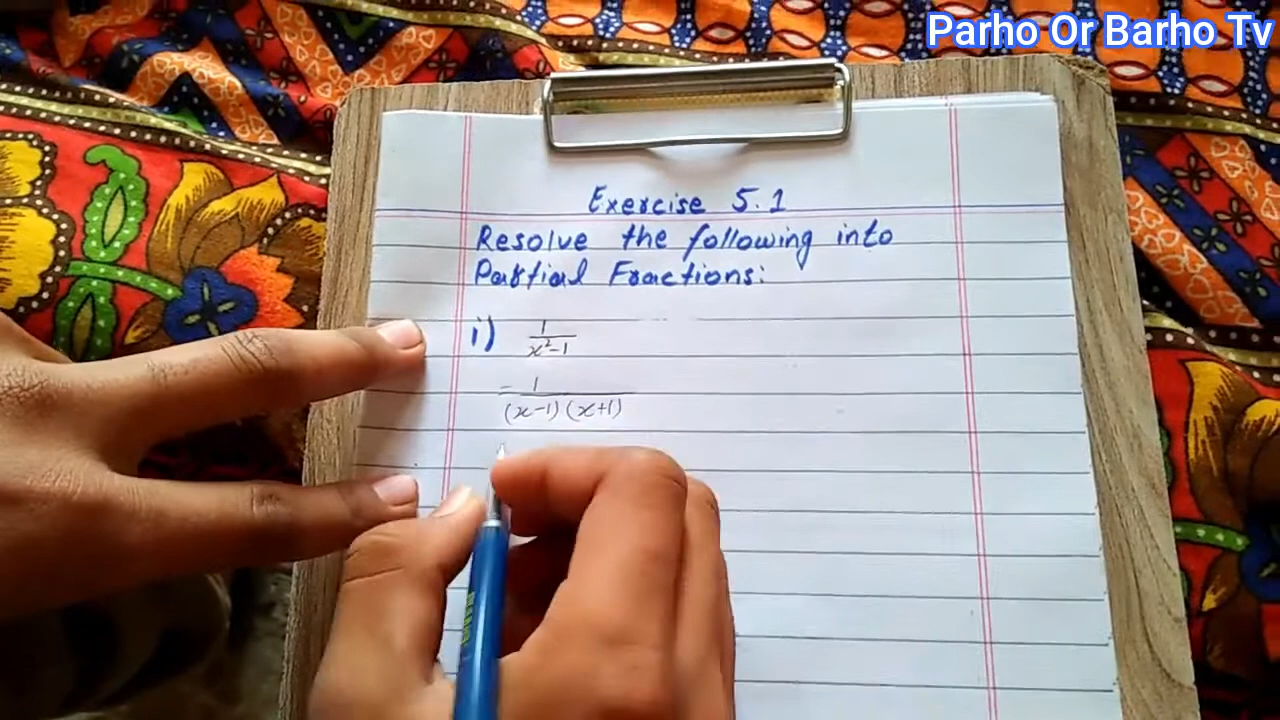 Parho Or Barho Tv
Exercise 5.1
Resolve the following into
Partial Fractions:
i) 1/(x²-1)
= 1/((x-1)(x+1))